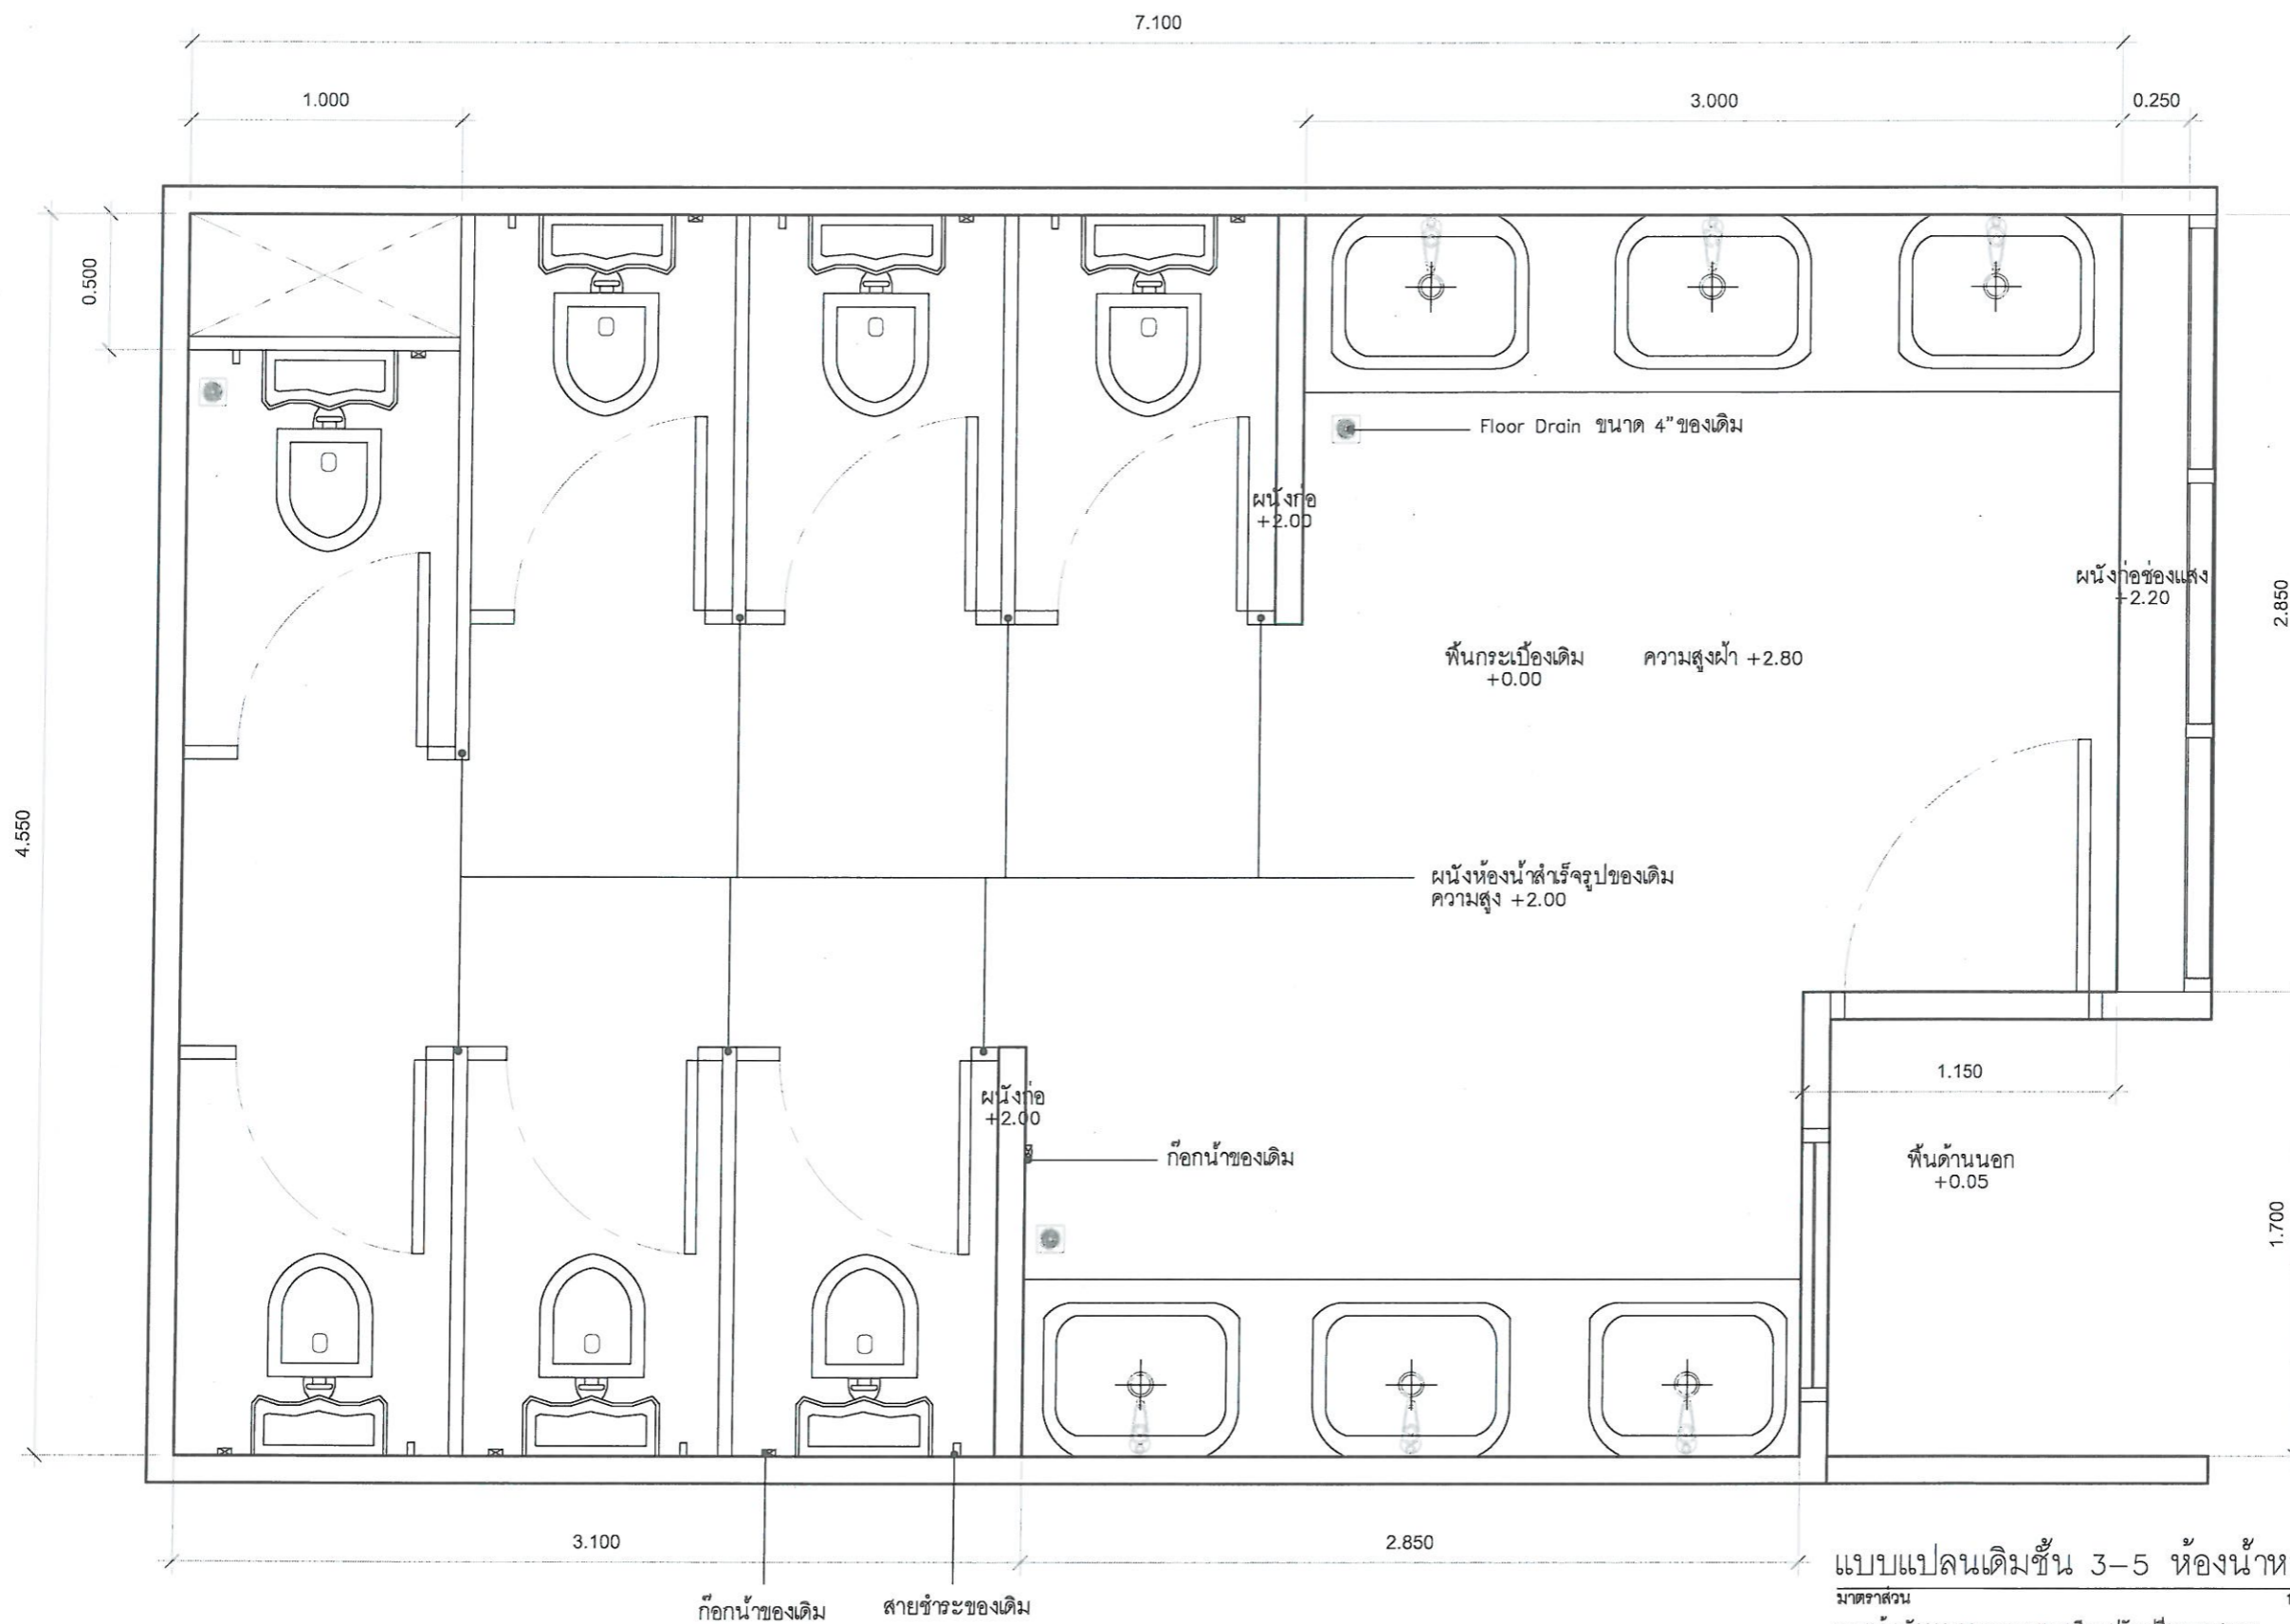 7.100
1.000
3.000
0.250
0.500
Floor Drain ขนาด 4"ของเดิม
ผนังก่อ
+2.00
ผนังก่อช่องแสง
+2.20
2.850
พื้นกระเบื้องเดิม
+0.00
ความสูงฝ้า +2.80
4.550
ผนังห้องน้ำสำเร็จรูปของเดิม
ความสูง +2.00
1.150
ผนังก่อ
+2.00
ก๊อกน้ำของเดิม
พื้นด้านนอก
+0.05
1.700
3.100
2.850
ก๊อกน้ำของเดิม
สายชำระของเดิม
แบบแปลนเดิมชั้น 3-5 ห้องน้ำห
มาตราส่วน